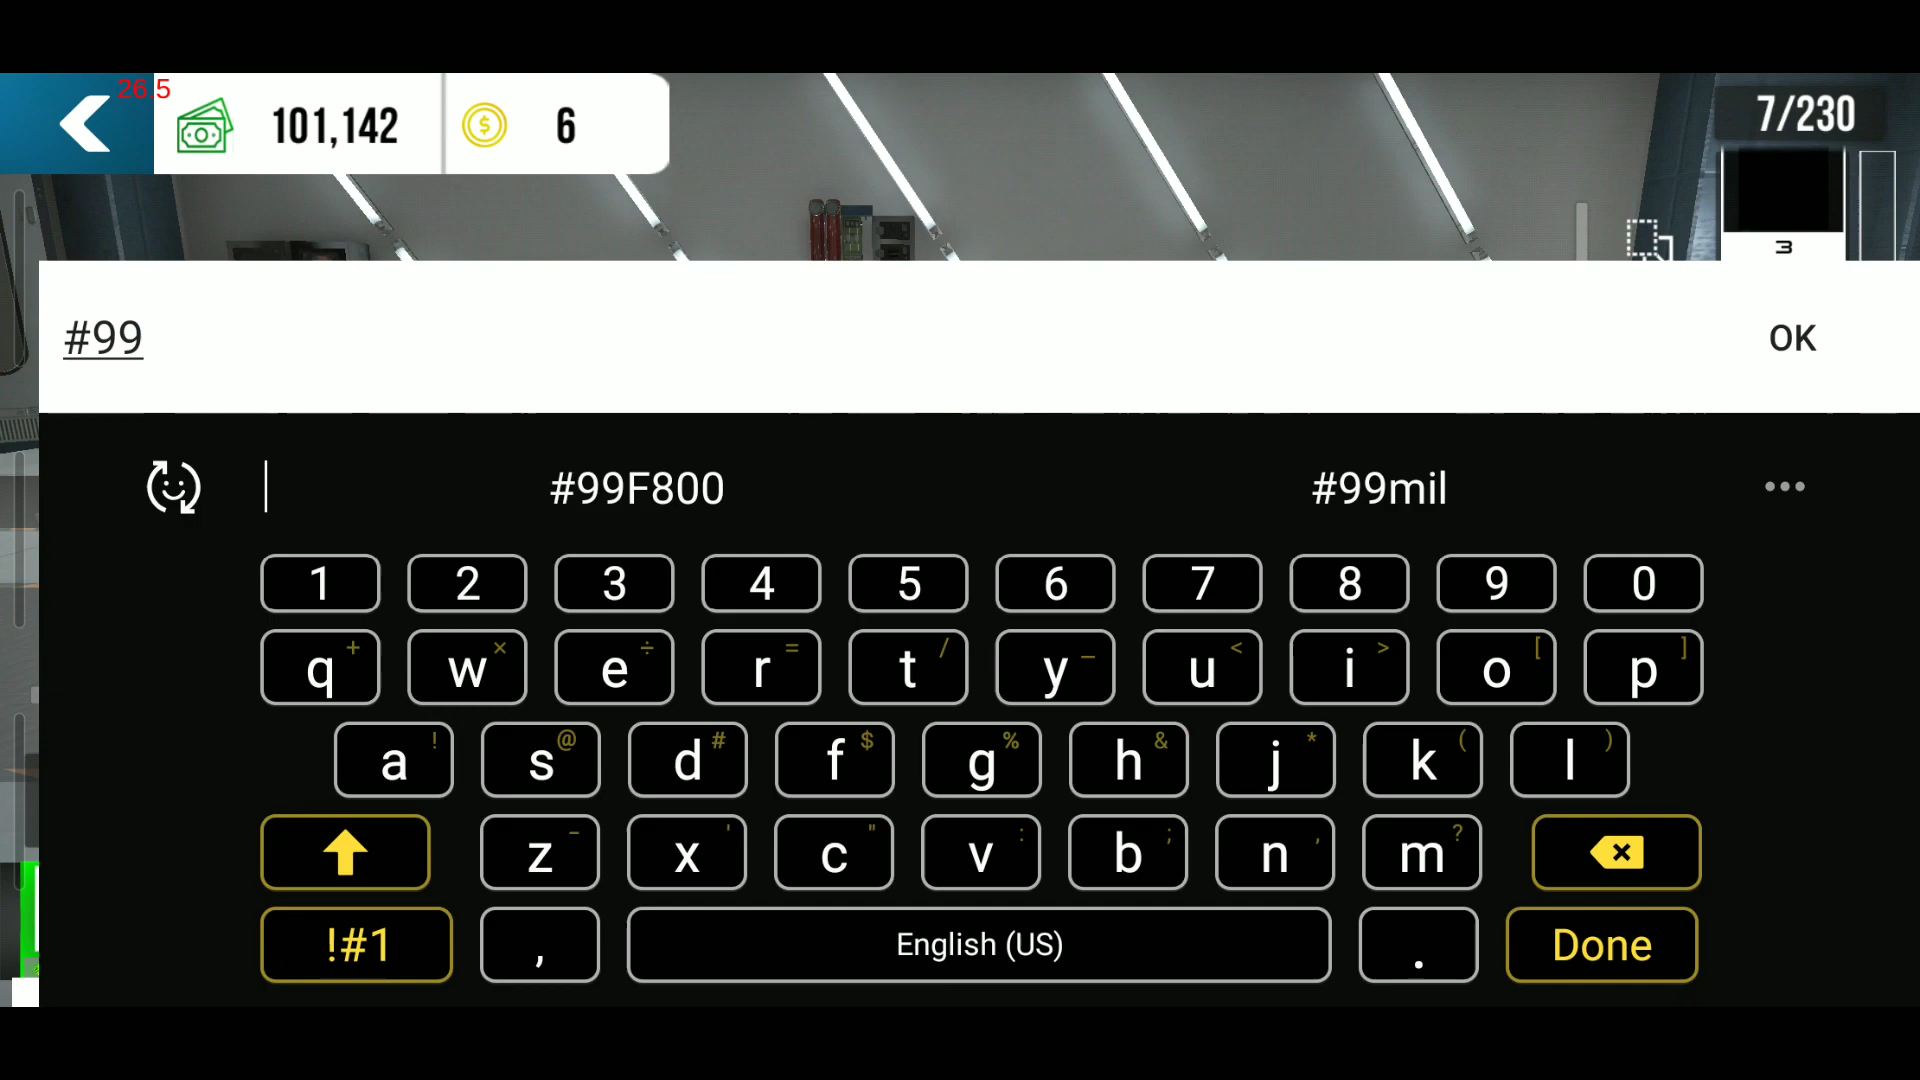 26.5
101,142
6
7/230
3
#99
OK
#99F800
#99mil
1 2 3 4 5 6 7 8 9 0
q + w × e ÷ r = t / y _ u < i > o [ p ]
a ! s @ d # f $ g % h & j * k ( l )
z - x ' c " v : b ; n , m ?
!#1 , English (US) . Done